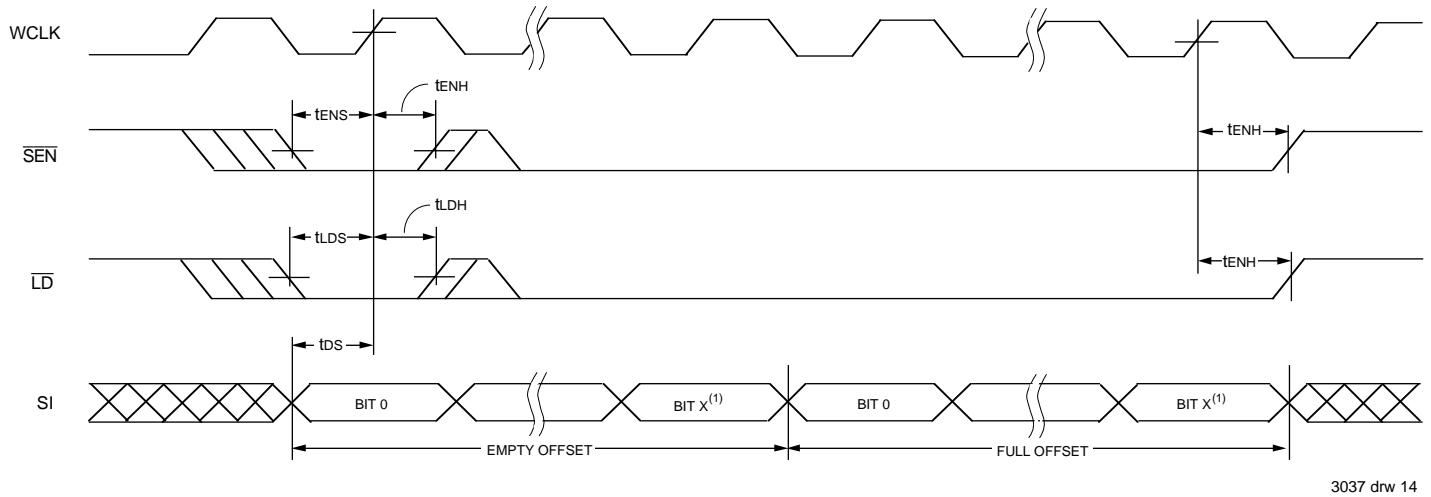 WCLK
tENH
tENS
tENH
SEN
tLDH
tLDS
tENH
LD
tDS
SI
BIT 0
BIT X(1)
BIT 0
BIT X(1)
EMPTY OFFSET
FULL OFFSET
3037 drw 14